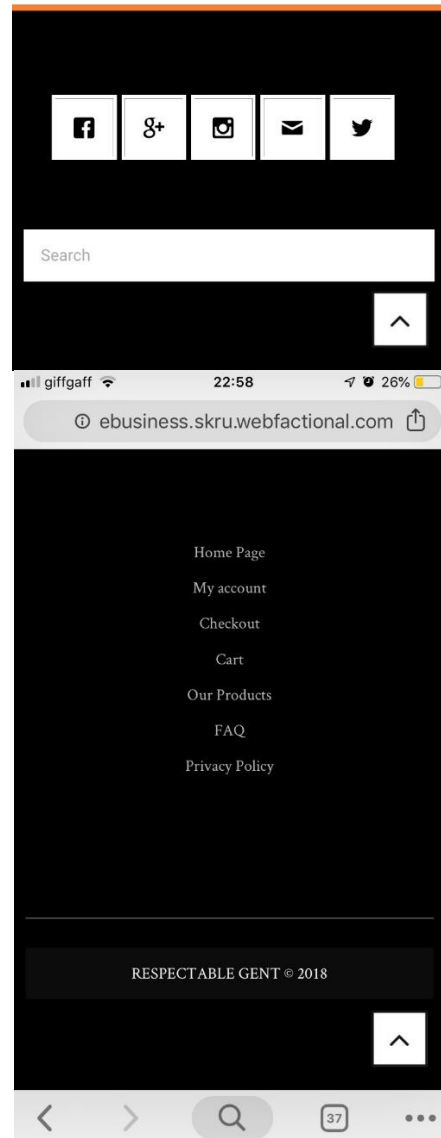 g+
Search
giffgaff 22:58 26%
ebusiness.skru.webfactional.com
Home Page
My account
Checkout
Cart
Our Products
FAQ
Privacy Policy
RESPECTABLE GENT © 2018
37